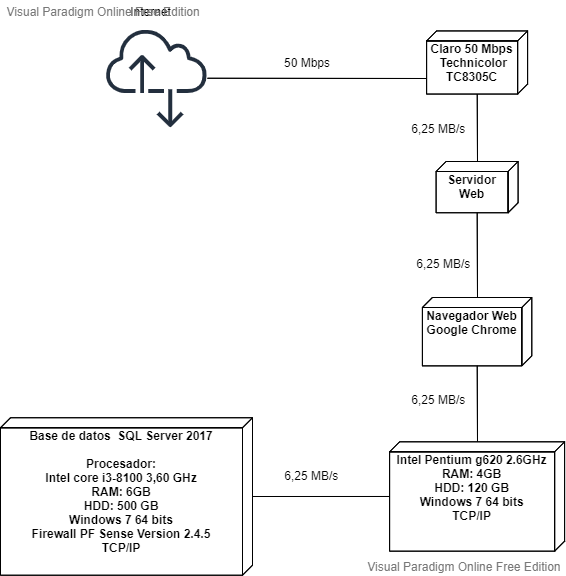 Visual Paradigm Online Free Edition
Internet
50 Mbps
Claro 50 Mbps
Technicolor
TC8305C
6,25 MB/s
Servidor
Web
6,25 MB/s
Navegador Web
Google Chrome
6,25 MB/s
Base de datos SQL Server 2017
Procesador:
Intel core i3-8100 3,60 GHz
RAM: 6GB
HDD: 500 GB
Windows 7 64 bits
Firewall PF Sense Version 2.4.5
TCP/IP
6,25 MB/s
Intel Pentium g620 2.6GHz
RAM: 4GB
HDD: 120 GB
Windows 7 64 bits
TCP/IP
Visual Paradigm Online Free Edition